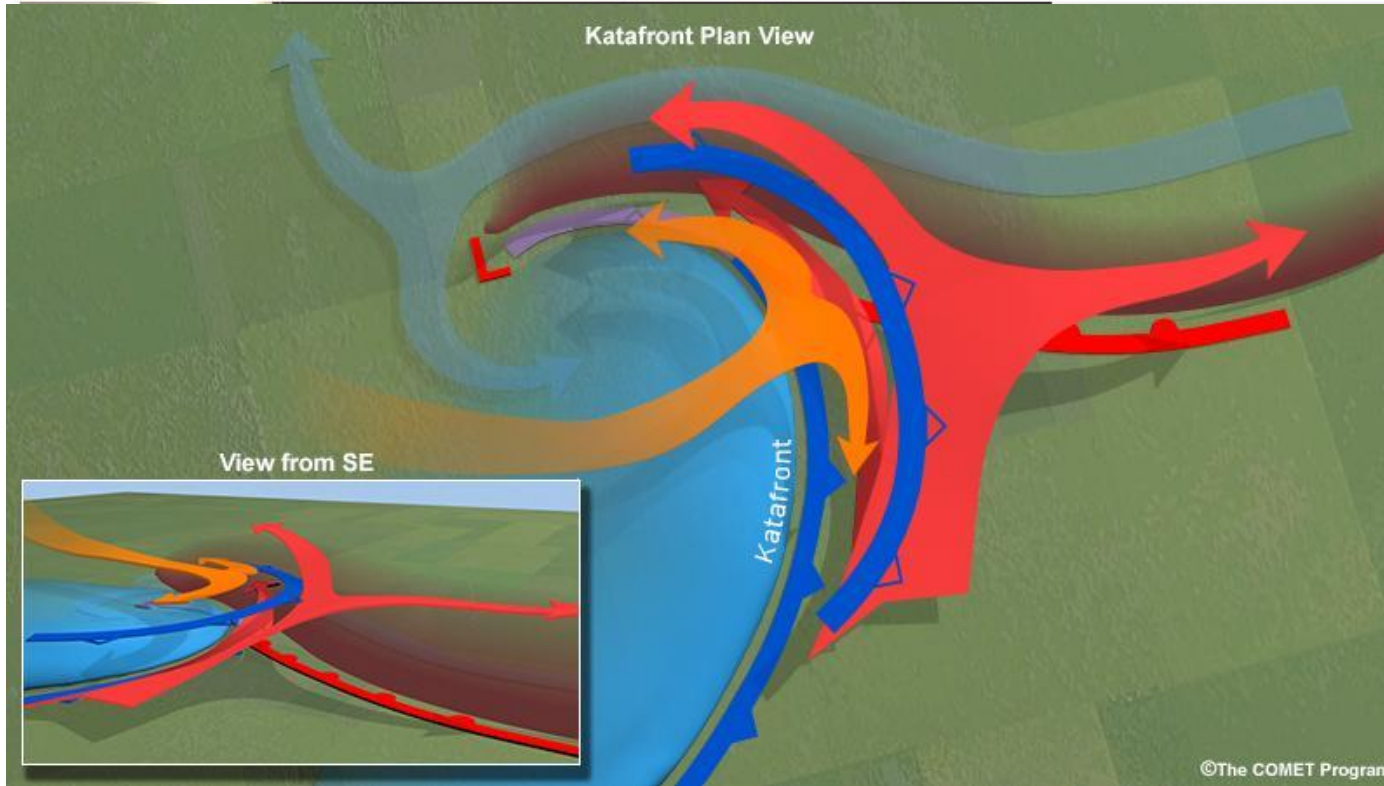 Katafront Plan View
L
Katafront
View from SE
©The COMET Program